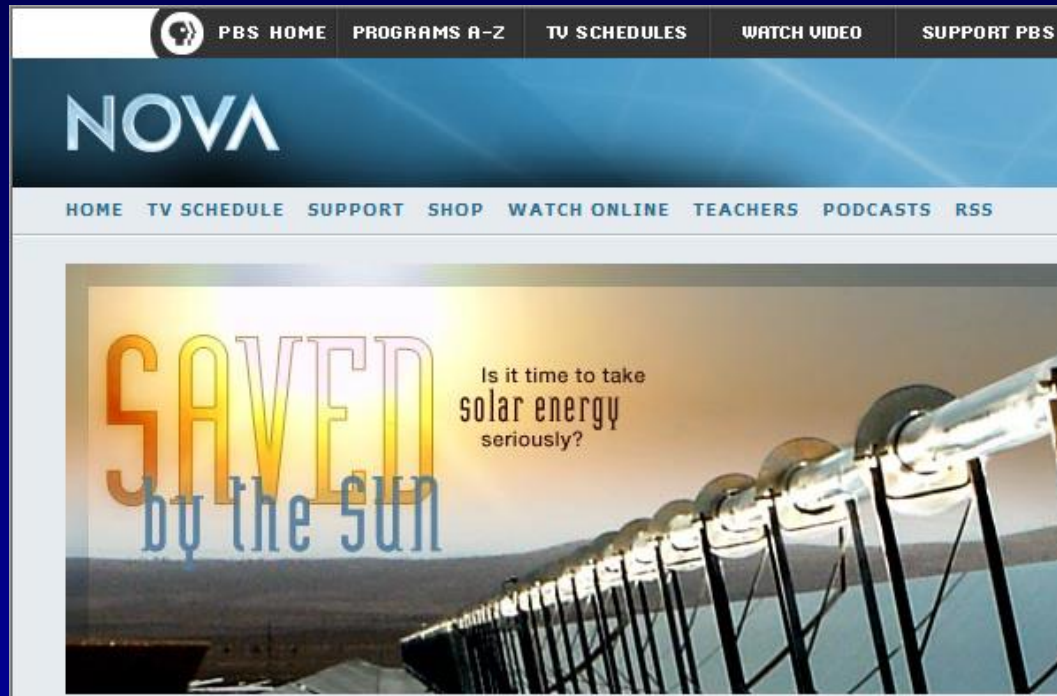 PBS HOME PROGRAMS A-Z TV SCHEDULES WATCH VIDEO SUPPORT PBS
NOVA
HOME TV SCHEDULE SUPPORT SHOP WATCH ONLINE TEACHERS PODCASTS RSS
SAVED
by the SUN
Is it time to take
solar energy
seriously?